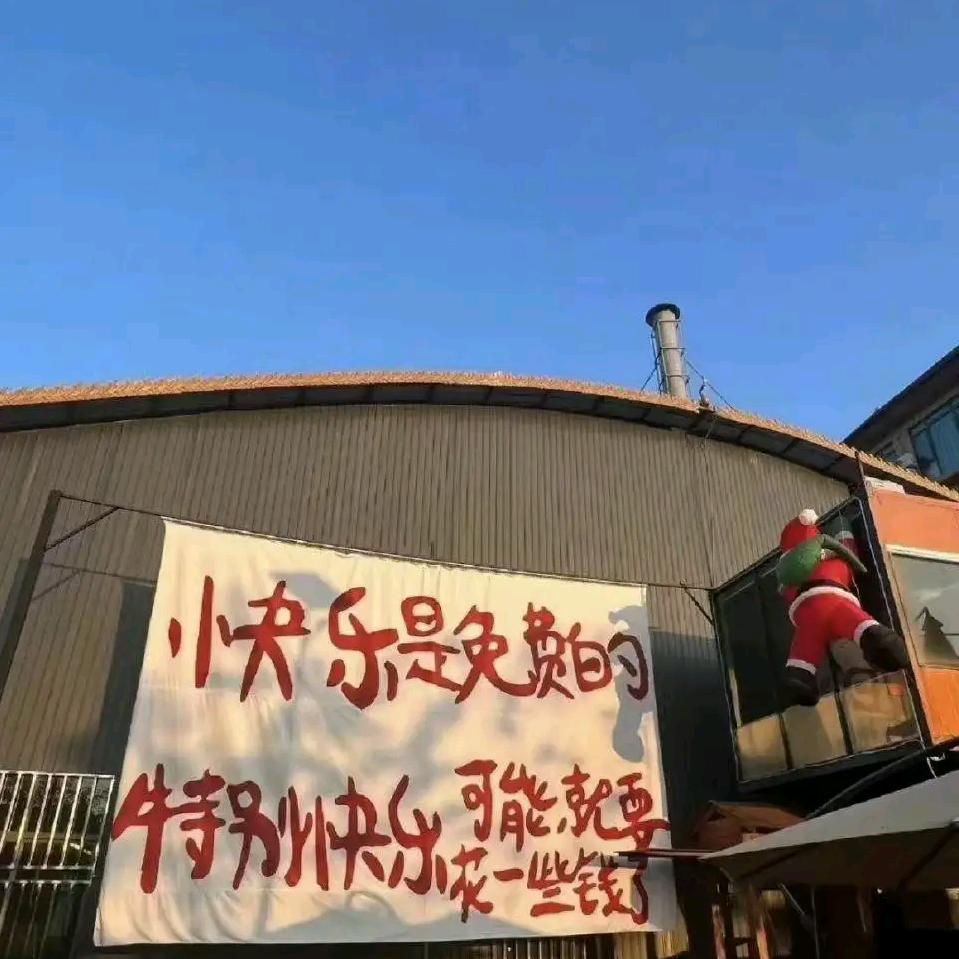 快乐是免费的
特别快乐可能就要
花一些钱了